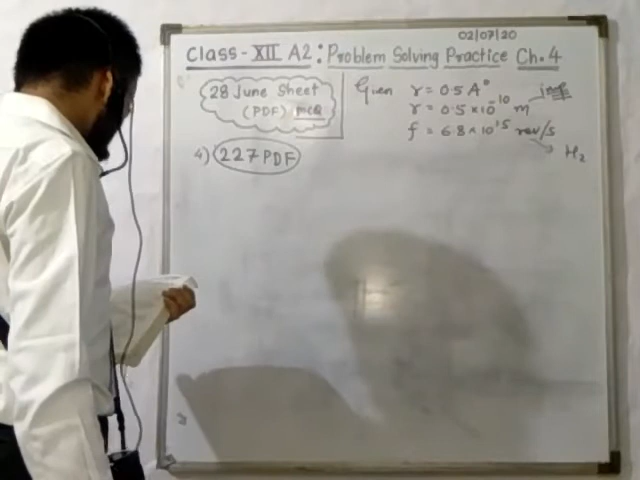 02/07/20
Class-XII A2: Problem Solving Practice Ch. 4
28 June Sheet
(PDF) MCQ
Given r = 0.5 A°
r = 0.5 × 10⁻¹⁰ m
f = 6.8 × 10¹⁵ rev/s
Hz
4) 227 PDF